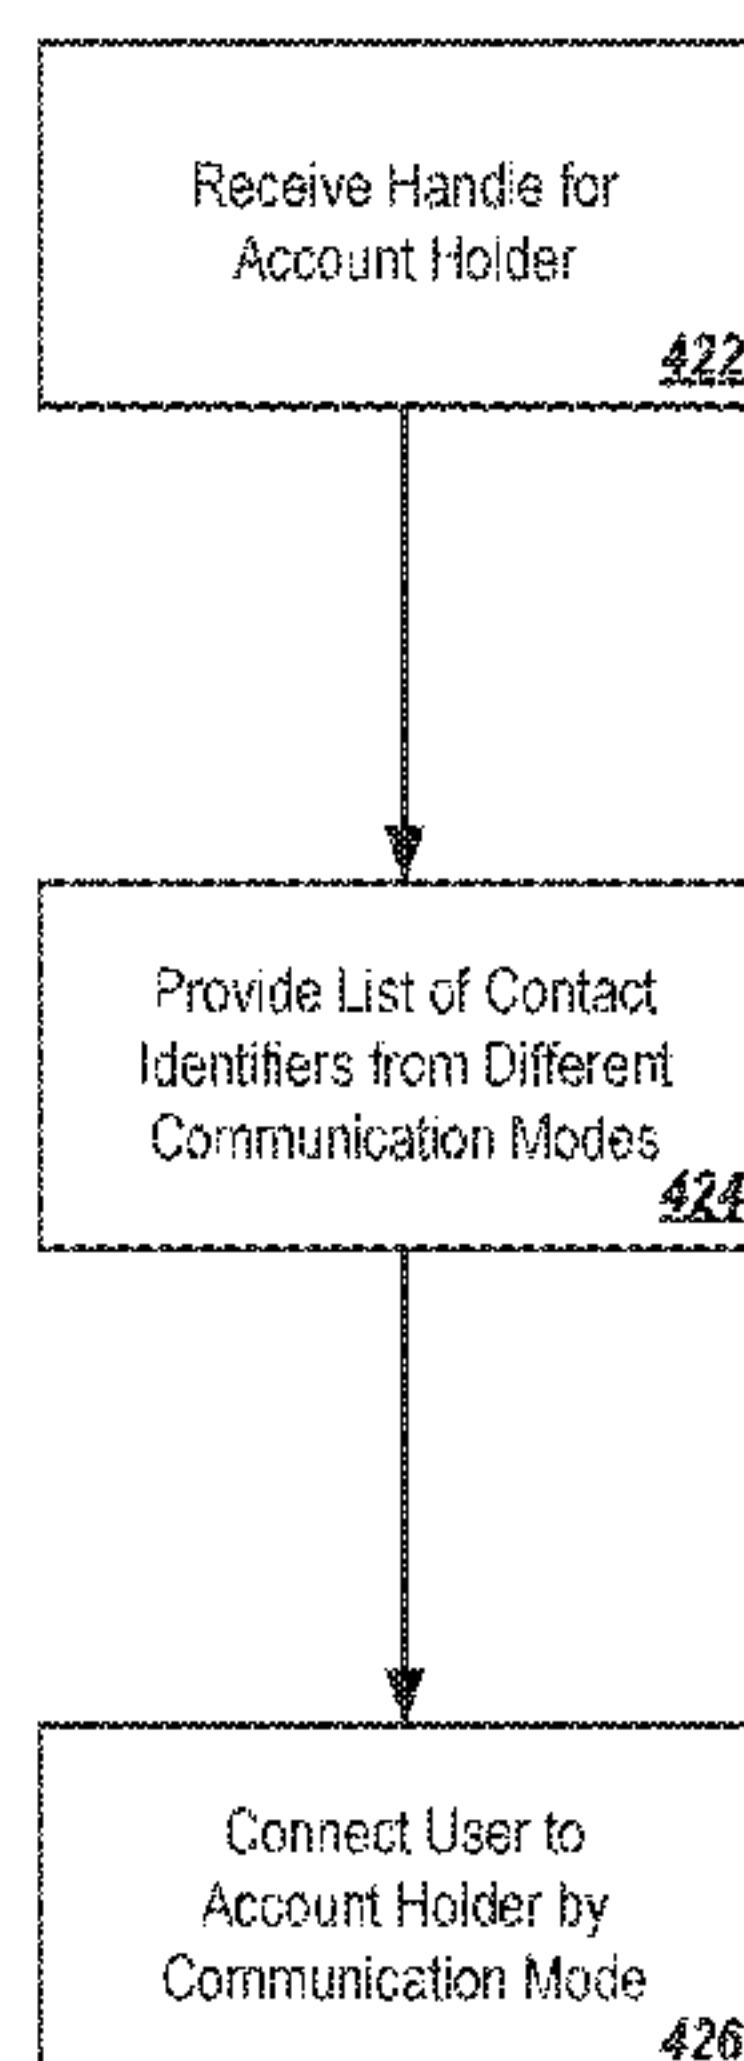 Receive Handle for
Account Holder
422
Provide List of Contact
Identifiers from Different
Communication Modes
424
Connect User to
Account Holder by
Communication Mode
426